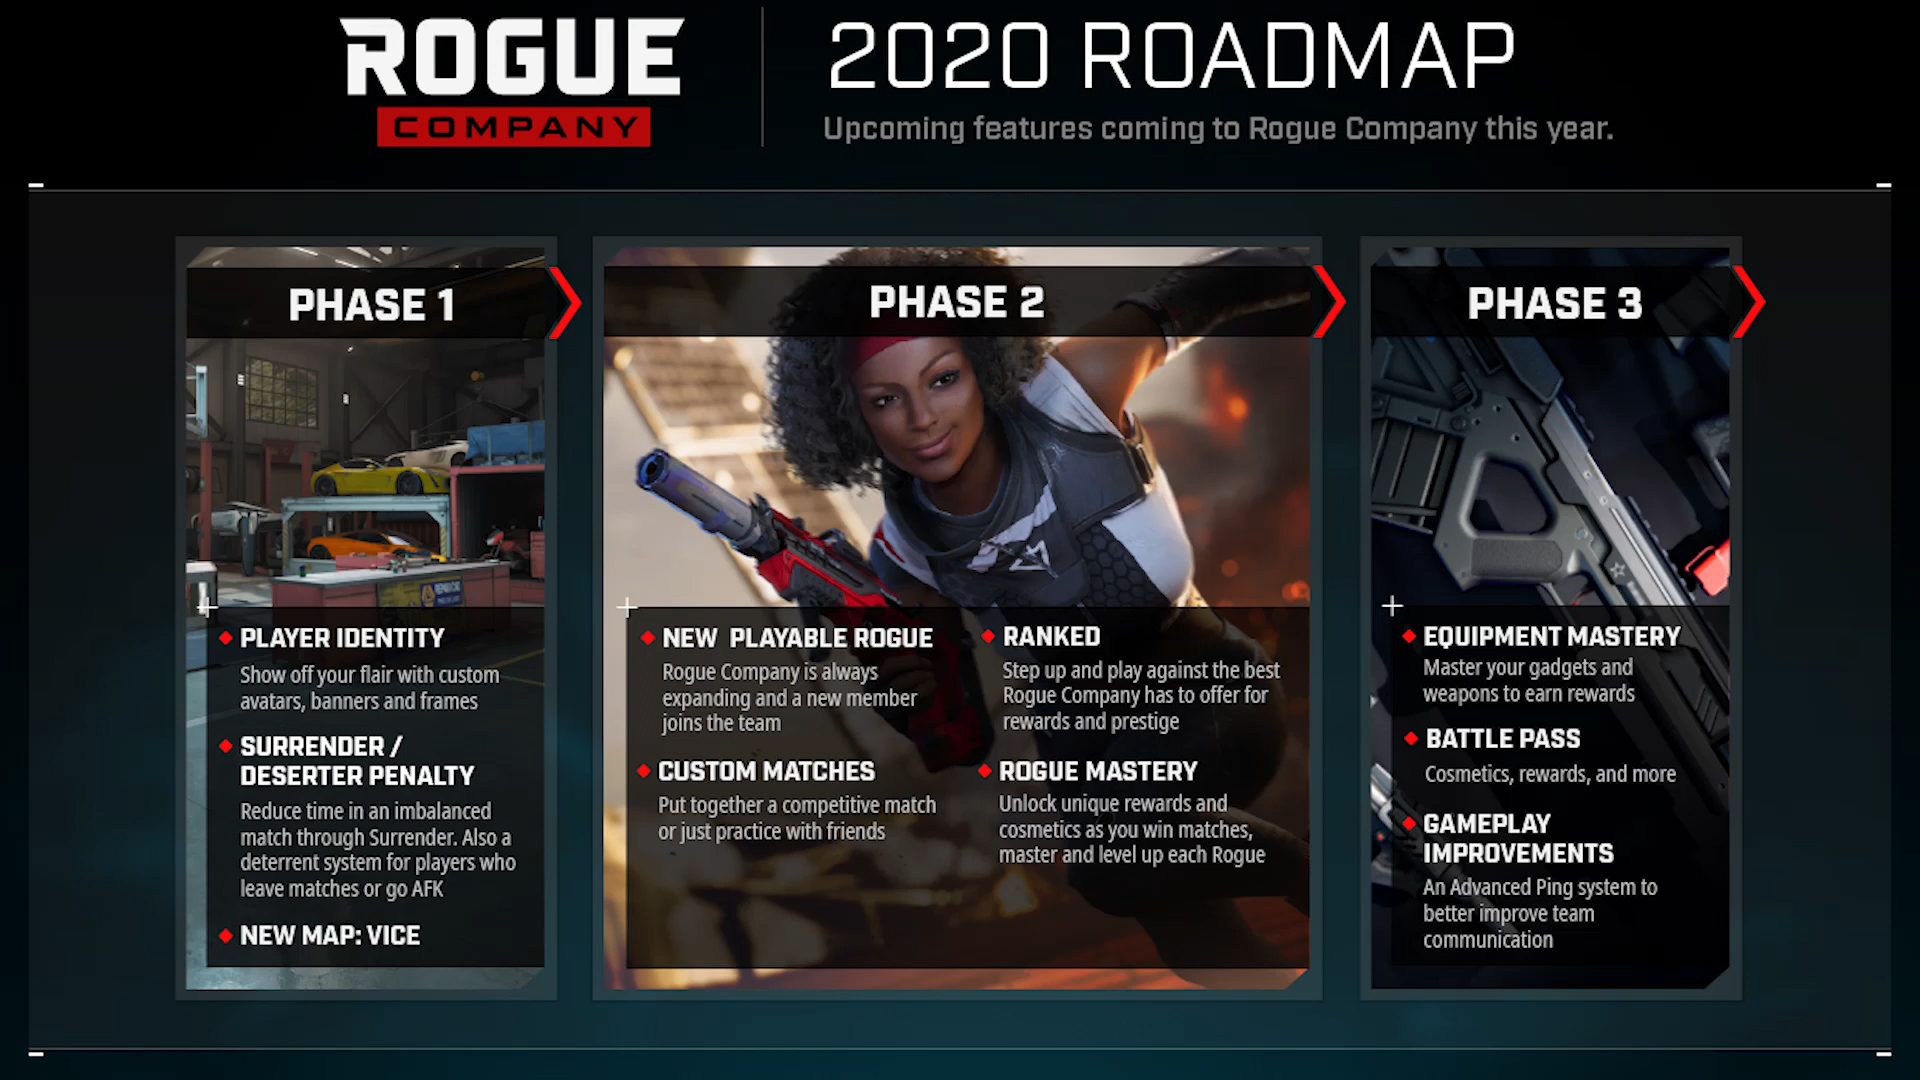 ROGUE
COMPANY
2020 ROADMAP
Upcoming features coming to Rogue Company this year.
PHASE 1
PLAYER IDENTITY
Show off your flair with custom
avatars, banners and frames
SURRENDER /
DESERTER PENALTY
Reduce time in an imbalanced
match through Surrender. Also a
deterrent system for players who
leave matches or go AFK
NEW MAP: VICE
PHASE 2
NEW PLAYABLE ROGUE
Rogue Company is always
expanding and a new member
joins the team
CUSTOM MATCHES
Put together a competitive match
or just practice with friends
RANKED
Step up and play against the best
Rogue Company has to offer for
rewards and prestige
ROGUE MASTERY
Unlock unique rewards and
cosmetics as you win matches,
master and level up each Rogue
PHASE 3
EQUIPMENT MASTERY
Master your gadgets and
weapons to earn rewards
BATTLE PASS
Cosmetics, rewards, and more
GAMEPLAY
IMPROVEMENTS
An Advanced Ping system to
better improve team
communication